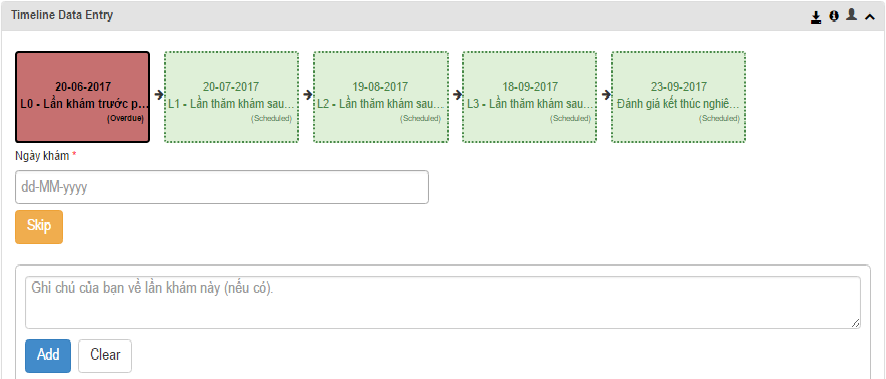 Timeline Data Entry
20-06-2017
L0 - Lần khám trước p...
(Overdue)
20-07-2017
L1 - Lần thăm khám sau...
(Scheduled)
19-08-2017
L2 - Lần thăm khám sau...
(Scheduled)
18-09-2017
L3 - Lần thăm khám sau...
(Scheduled)
23-09-2017
Đánh giá kết thúc nghiê...
(Scheduled)
Ngày khám *
dd-MM-yyyy
Skip
Ghi chú của bạn về lần khám này (nếu có).
Add
Clear